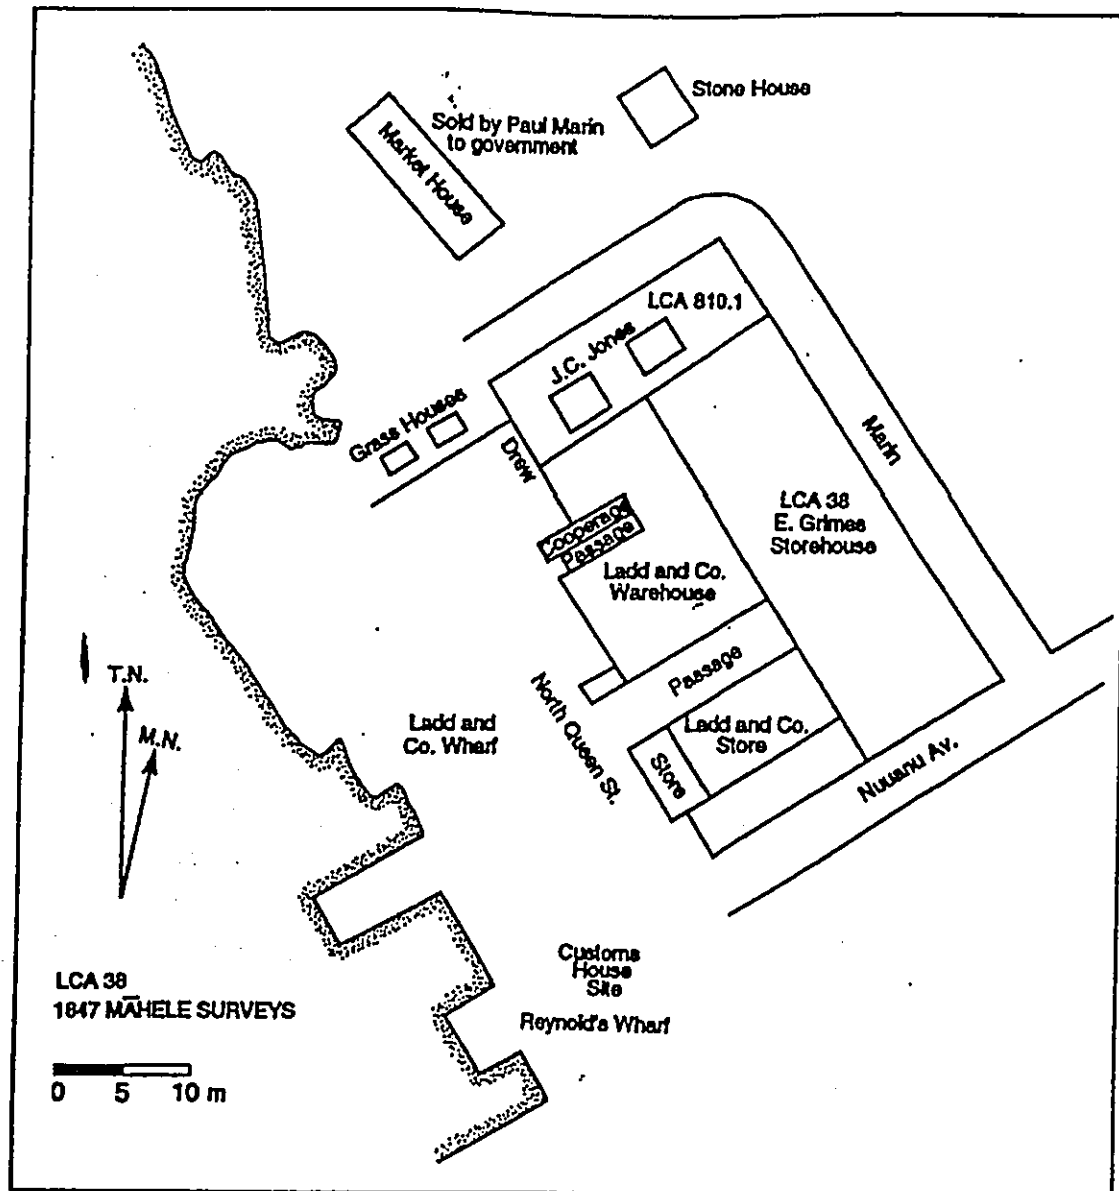 Stone House
Sold by Paul Marin
to government
Market House
LCA 810.1
J.C. Jones
Grass Houses
Drew
Marin
LCA 38
E. Grimes
Storehouse
Cooperage
Passage
Ladd and Co.
Warehouse
Passage
T.N.
M.N.
Ladd and
Co. Wharf
North Queen St.
Ladd and Co.
Store
Store
Nuuanu Av.
Customs
House
Site
Reynold's Wharf
LCA 38
1847 MĀHELE SURVEYS
0 5 10 m